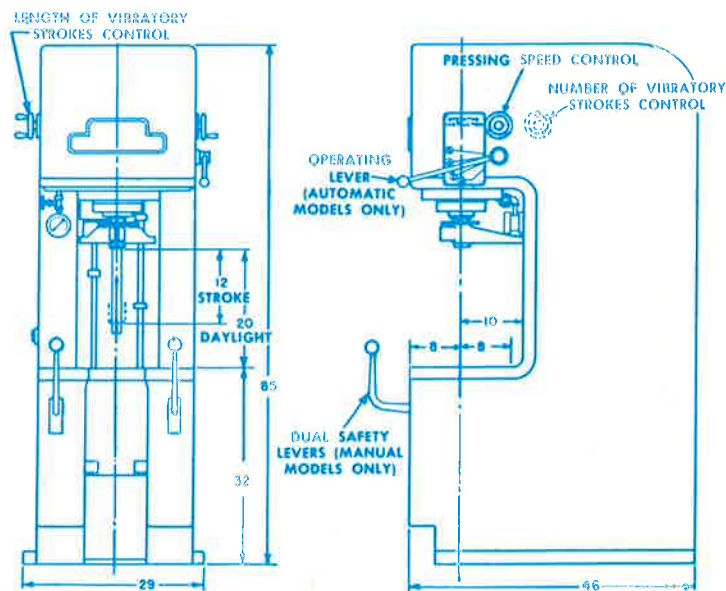 LENGTH OF VIBRATORY
STROKES CONTROL
PRESSING SPEED CONTROL
NUMBER OF VIBRATORY
STROKES CONTROL
OPERATING
LEVER
(AUTOMATIC
MODELS ONLY)
12
STROKE
20
DAYLIGHT
85
10
8 8
DUAL SAFETY
LEVERS (MANUAL
MODELS ONLY)
32
29
46